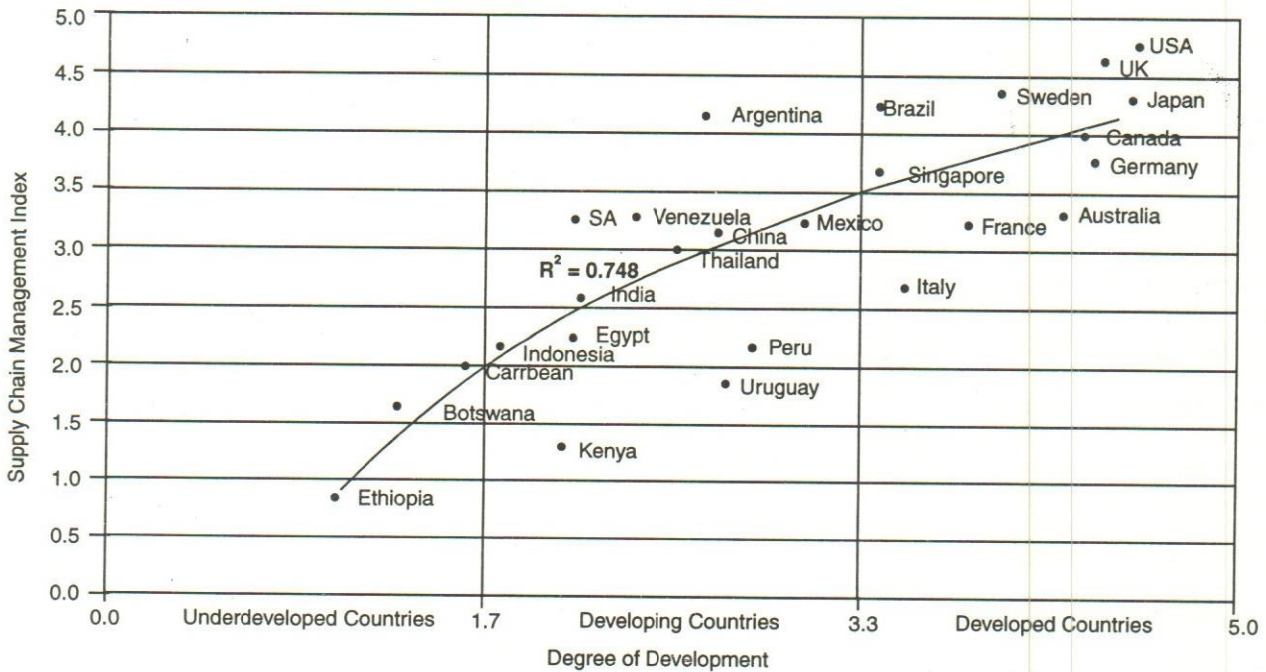 5.0
USA
UK
4.5
Sweden
Japan
Argentina
Brazil
4.0
Canada
Germany
3.5
Singapore
SA
Venezuela
Mexico
Australia
China
France
3.0
Thailand
R² = 0.748
India
Italy
2.5
Egypt
Indonesia
Peru
2.0
Carrbean
Uruguay
Botswana
1.5
Kenya
1.0
Ethiopia
0.5
0.0
Supply Chain Management Index
0.0
Underdeveloped Countries
1.7
Developing Countries
3.3
Developed Countries
5.0
Degree of Development